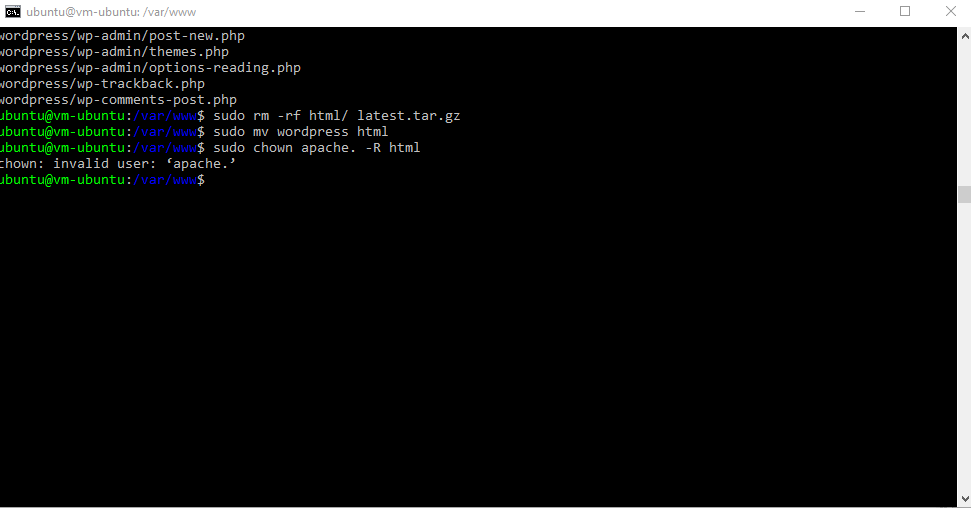 ubuntu@vm-ubuntu: /var/www
wordpress/wp-admin/post-new.php
wordpress/wp-admin/themes.php
wordpress/wp-admin/options-reading.php
wordpress/wp-trackback.php
wordpress/wp-comments-post.php
ubuntu@vm-ubuntu:/var/www$ sudo rm -rf html/ latest.tar.gz
ubuntu@vm-ubuntu:/var/www$ sudo mv wordpress html
ubuntu@vm-ubuntu:/var/www$ sudo chown apache. -R html
chown: invalid user: ‘apache.’
ubuntu@vm-ubuntu:/var/www$